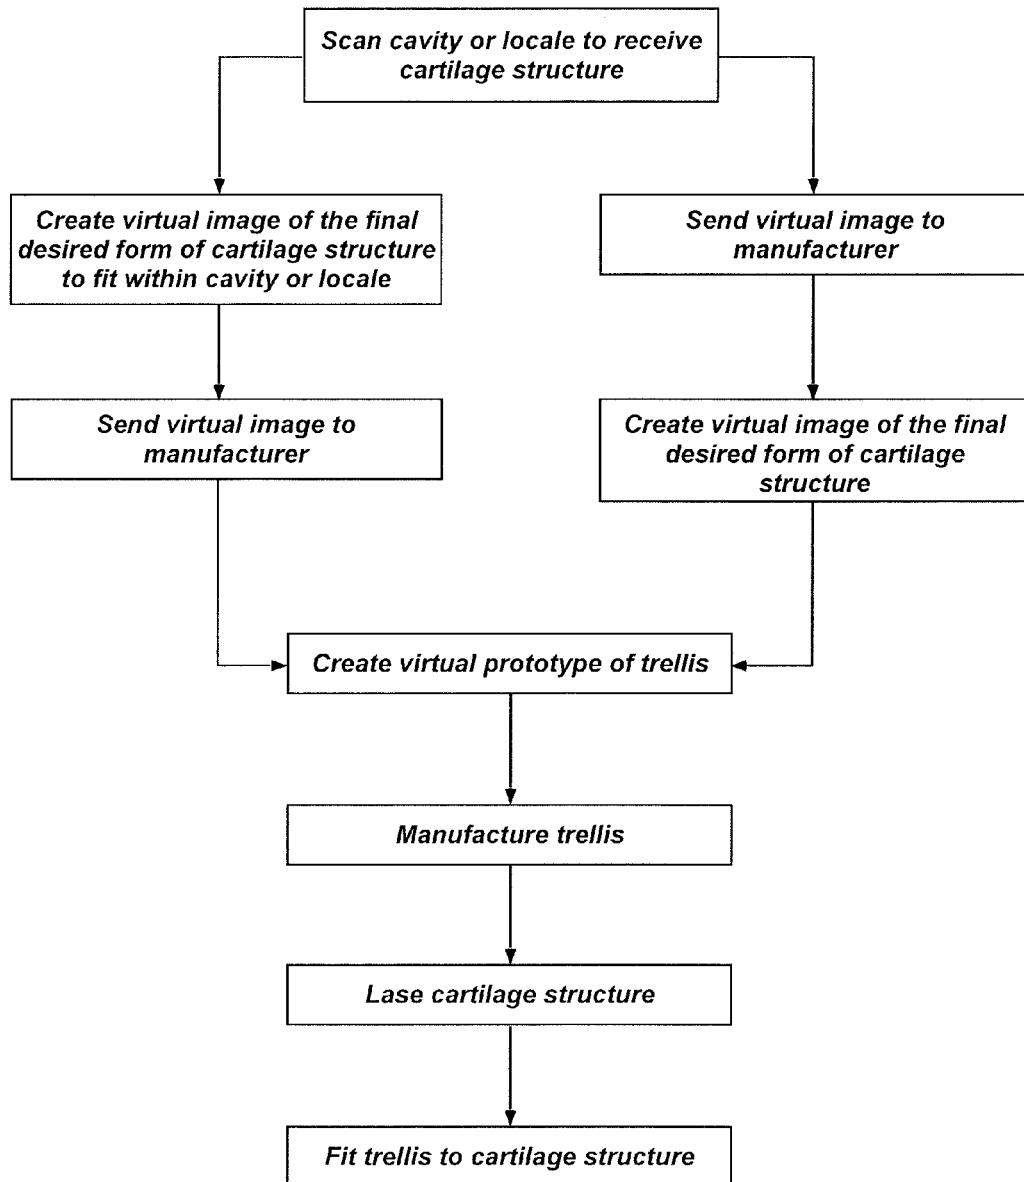 Scan cavity or locale to receive
cartilage structure
Create virtual image of the final
desired form of cartilage structure
to fit within cavity or locale
Send virtual image to
manufacturer
Send virtual image to
manufacturer
Create virtual image of the final
desired form of cartilage
structure
Create virtual prototype of trellis
Manufacture trellis
Lase cartilage structure
Fit trellis to cartilage structure